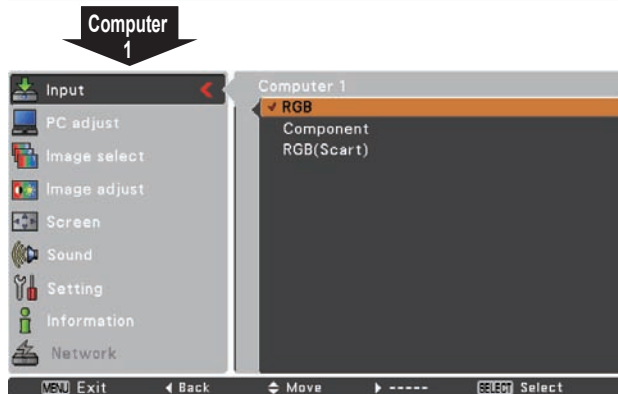 Computer
1
Input
PC adjust
Image select
Image adjust
Screen
Sound
Setting
Information
Network
Computer 1
RGB
Component
RGB(Scart)
MENU Exit Back Move ----- SELECT Select